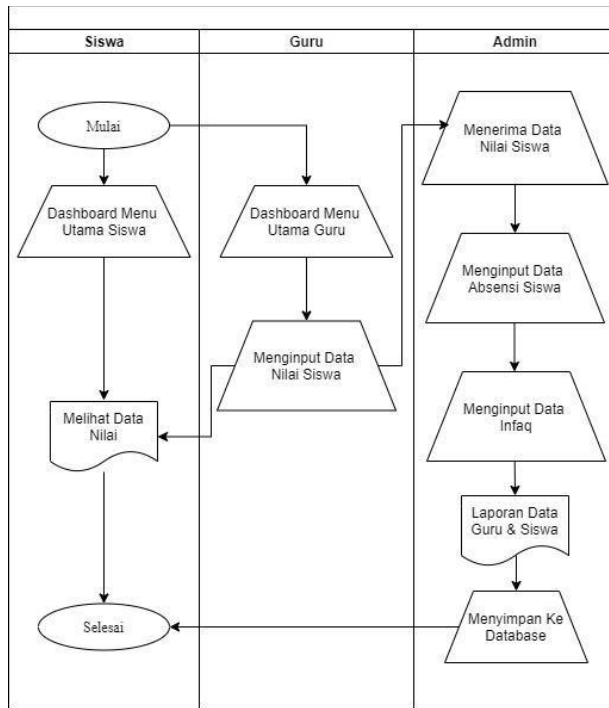 Siswa
Guru
Admin
Mulai
Menerima Data
Nilai Siswa
Dashboard Menu
Utama Siswa
Dashboard Menu
Utama Guru
Menginput Data
Absensi Siswa
Menginput Data
Nilai Siswa
Melihat Data
Nilai
Menginput Data
Infaq
Laporan Data
Guru & Siswa
Selesai
Menyimpan Ke
Database